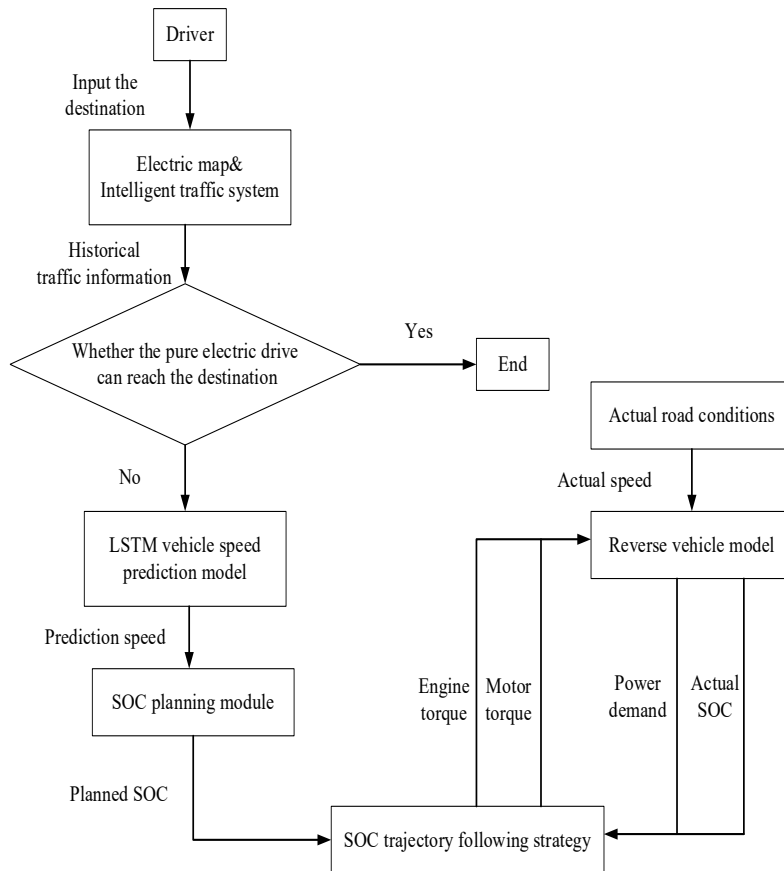 Driver
Input the
destination
Electric map&
Intelligent traffic system
Historical
traffic information
Whether the pure electric drive
can reach the destination
Yes
End
No
LSTM vehicle speed
prediction model
Prediction speed
SOC planning module
Planned SOC
SOC trajectory following strategy
Engine
torque
Motor
torque
Actual road conditions
Actual speed
Reverse vehicle model
Power
demand
Actual
SOC